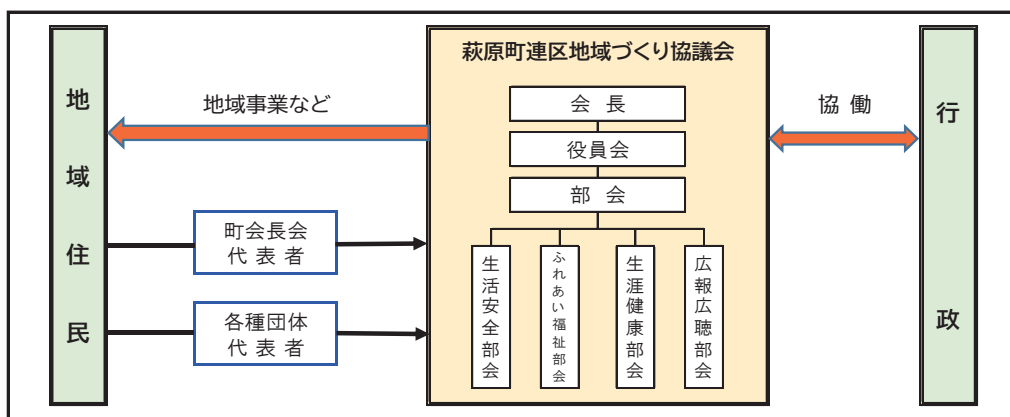 萩原町連区地域づくり協議会
地域住民
地域事業など
会長
協働
行政
役員会
部会
町会長会
代表者
各種団体
代表者
生活安全部会
ふれあい福祉部会
生涯健康部会
広報広聴部会